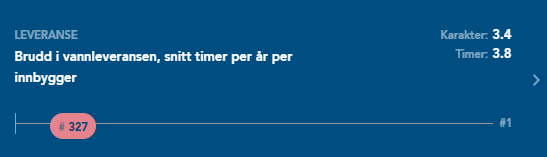 LEVERANSE
Karakter: 3.4
Brudd i vannleveransen, snitt timer per år per
innbygger
Timer: 3.8
# 327
#1